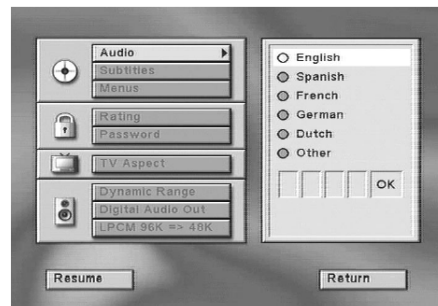 Audio
Subtitles
Menus
Rating
Password
TV Aspect
Dynamic Range
Digital Audio Out
LPCM 96K => 48K
English
Spanish
French
German
Dutch
Other
OK
Resume
Return